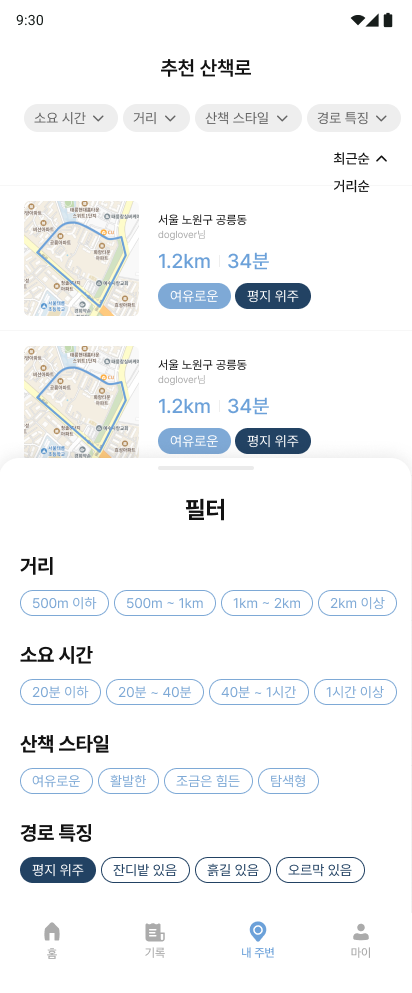 9:30
추천 산책로
소요 시간 거리 산책 스타일 경로 특징
최근순
거리순
서울 노원구 공릉동
doglover님
1.2km 34분
여유로운 평지 위주
서울 노원구 공릉동
doglover님
1.2km 34분
여유로운 평지 위주
필터
거리
500m 이하 500m ~ 1km 1km ~ 2km 2km 이상
소요 시간
20분 이하 20분 ~ 40분 40분 ~ 1시간 1시간 이상
산책 스타일
여유로운 활발한 조금은 힘든 탐색형
경로 특징
평지 위주 잔디밭 있음 흙길 있음 오르막 있음
홈 기록 내 주변 마이